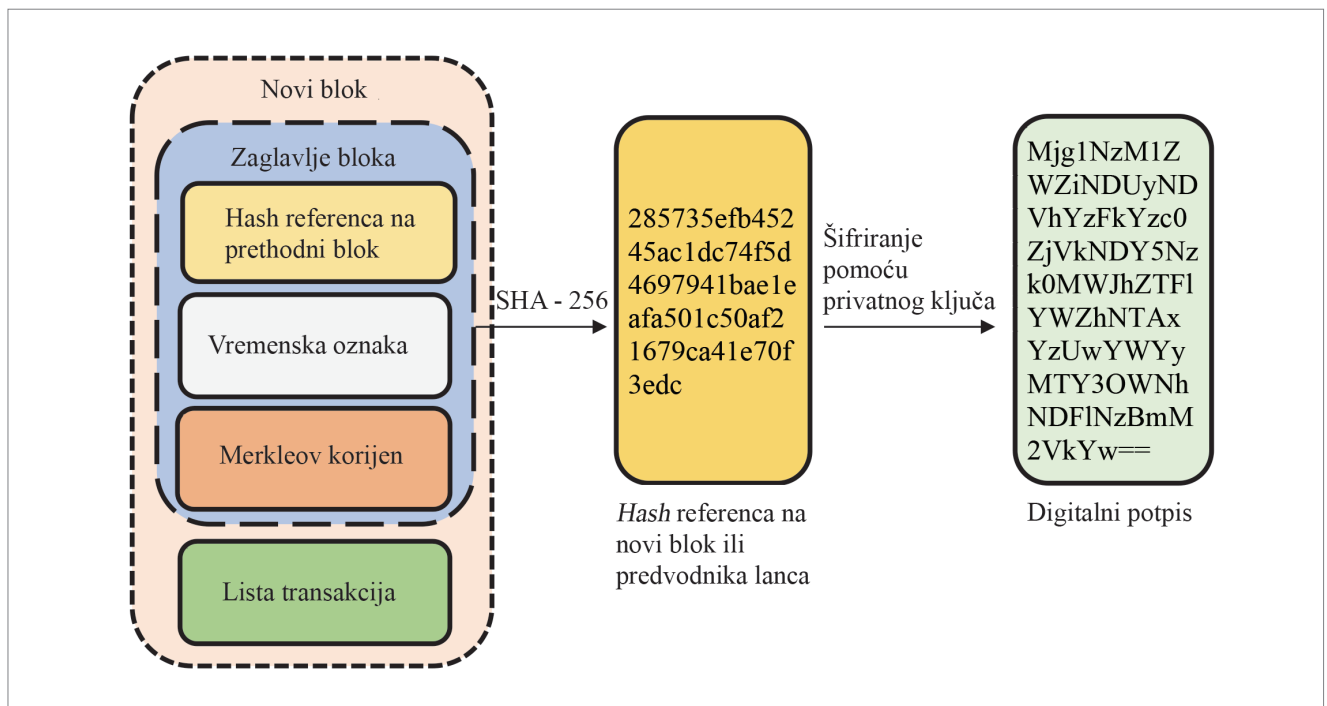 Novi blok
Zaglavlje bloka
Hash referenca na
prethodni blok
Vremenska oznaka
Merkleov korijen
Lista transakcija
SHA - 256
285735efb452
45ac1dc74f5d
4697941bae1e
afa501c50af2
1679ca41e70f
3edc
Hash referenca na
novi blok ili
predvodnika lanca
Šifriranje
pomoću
privatnog ključa
Mjg1NzM1Z
WZiNDUyND
VhYzFkYzc0
ZjVkNDY5Nz
k0MWJhZTFl
YWZhNTAx
YzUwYWYy
MTY3OWNh
NDFlNzBmM
2VkYw==
Digitalni potpis